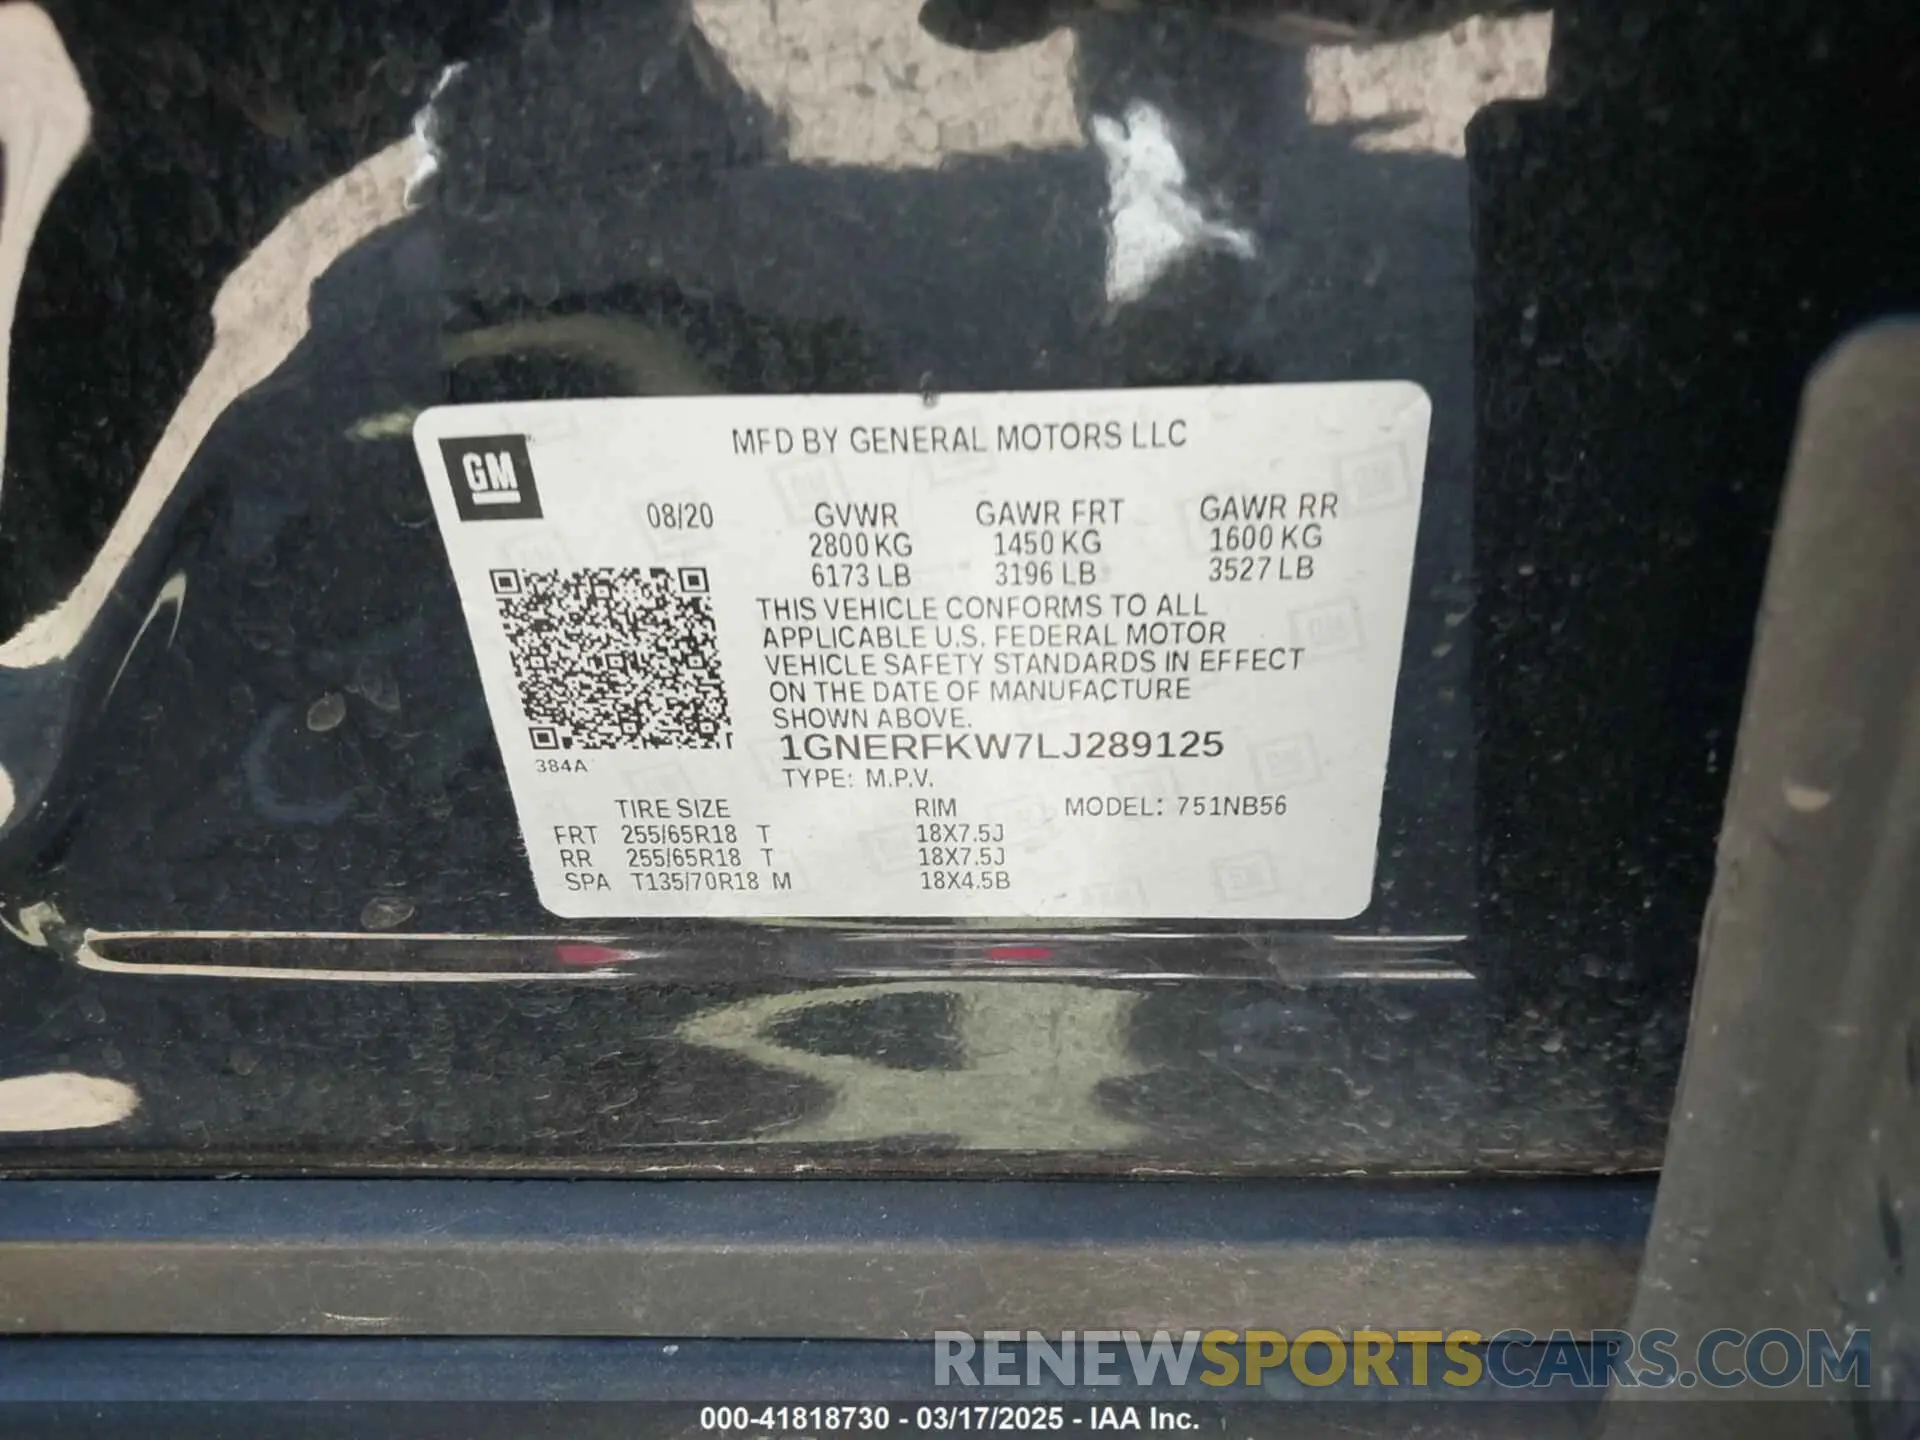 MFD BY GENERAL MOTORS LLC
GM
08/20 GVWR GAWR FRT GAWR RR
2800 KG 1450 KG 1600 KG
6173 LB 3196 LB 3527 LB
THIS VEHICLE CONFORMS TO ALL
APPLICABLE U.S. FEDERAL MOTOR
VEHICLE SAFETY STANDARDS IN EFFECT
ON THE DATE OF MANUFACTURE
SHOWN ABOVE.
1GNERFKW7LJ289125
384A
TYPE: M.P.V.
TIRE SIZE RIM MODEL: 751NB56
FRT 255/65R18 T 18X7.5J
RR 255/65R18 T 18X7.5J
SPA T135/70R18 M 18X4.5B
RENEWSPORTSCARS.COM
000-41818730 - 03/17/2025 - IAA Inc.